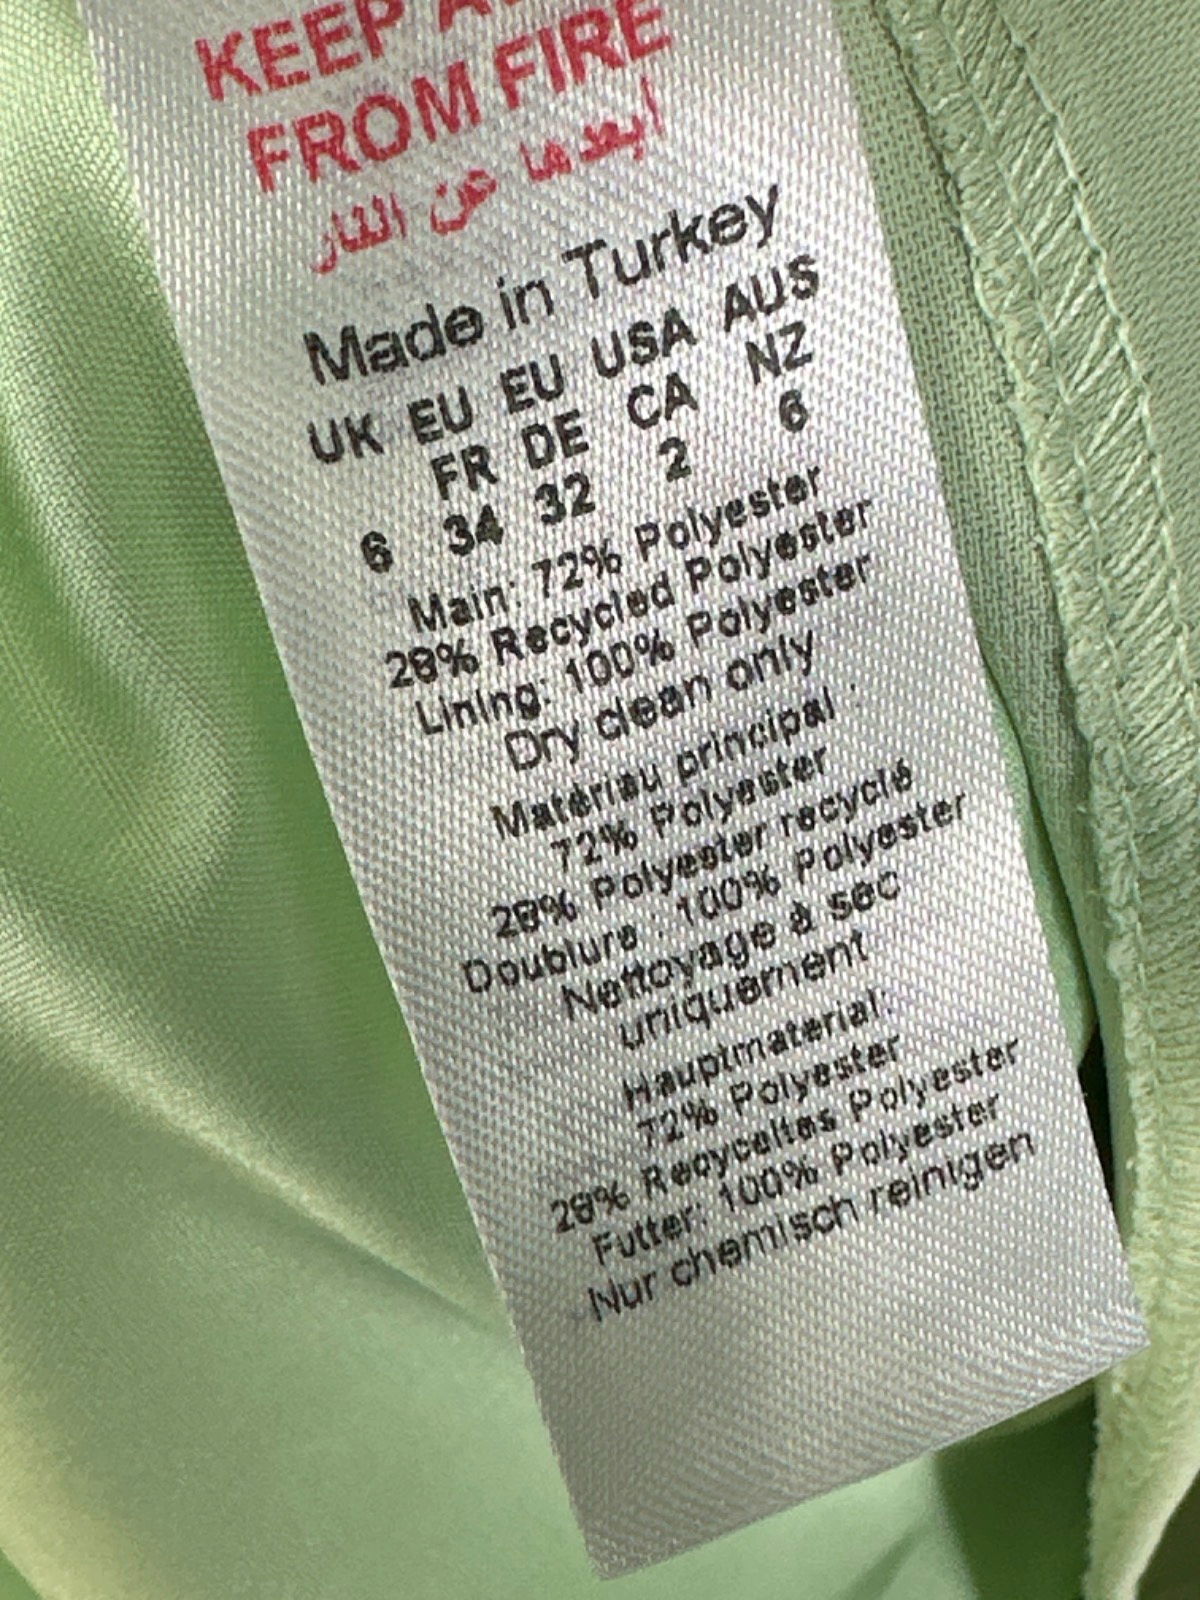 KEEP
FROM FIRE
ابعدها عن النار
Made in Turkey
UK EU EU USA AUS
FR DE CA NZ
6 34 32 2 6
Main: 72% Polyester
28% Recycled Polyester
Lining: 100% Polyester
Dry clean only
Matériau principal :
72% Polyester
28% Polyester recyclé
Doublure : 100% Polyester
Nettoyage à sec
uniquement
Hauptmaterial:
72% Polyester
28% Recyceltes Polyester
Futter: 100% Polyester
Nur chemisch reinigen